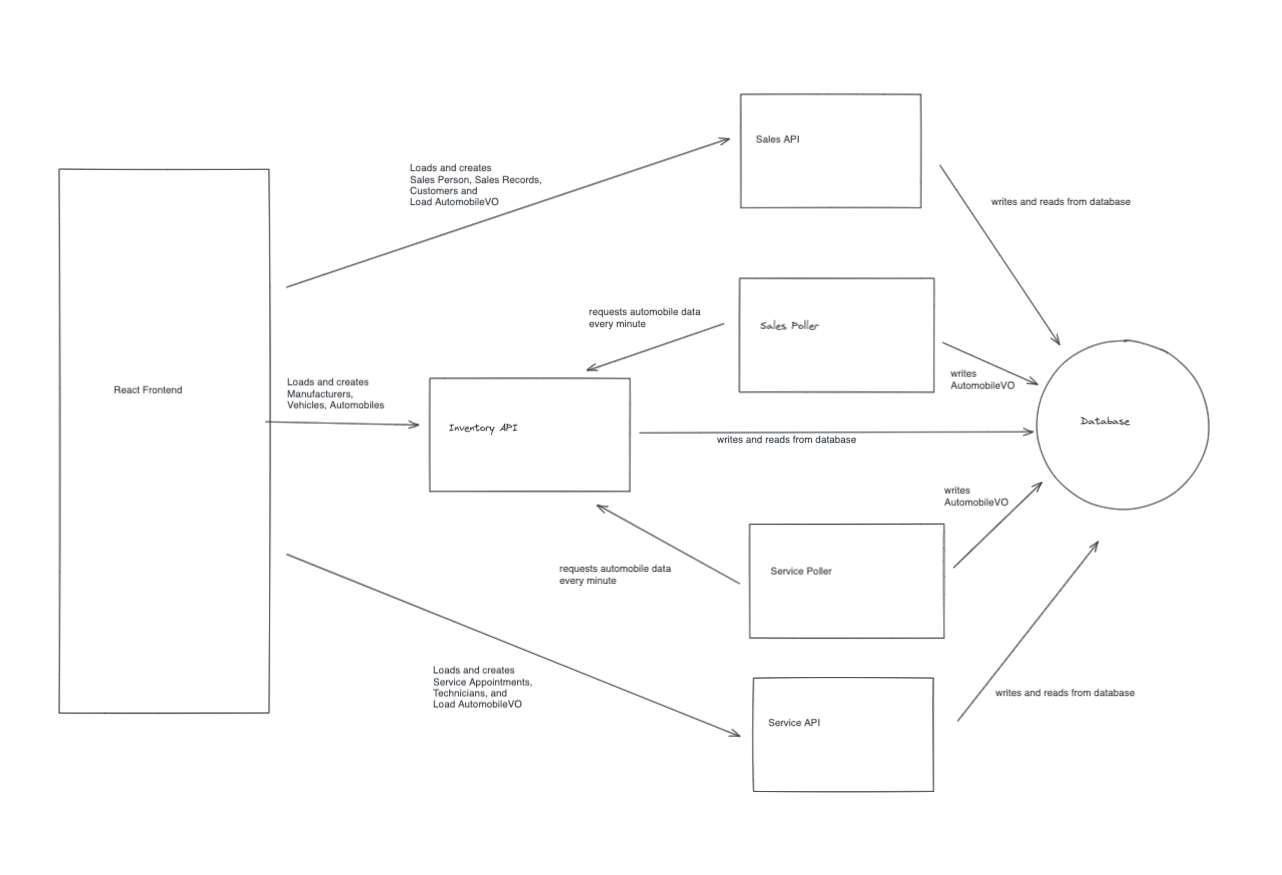 Sales API
Loads and creates
Sales Person, Sales Records,
Customers and
Load AutomobileVO
writes and reads from database
requests automobile data
every minute
Sales Poller
writes
AutomobileVO
React Frontend
Loads and creates
Manufacturers,
Vehicles, Automobiles
Inventory API
writes and reads from database
Database
writes
AutomobileVO
requests automobile data
every minute
Service Poller
Loads and creates
Service Appointments,
Technicians, and
Load AutomobileVO
Service API
writes and reads from database